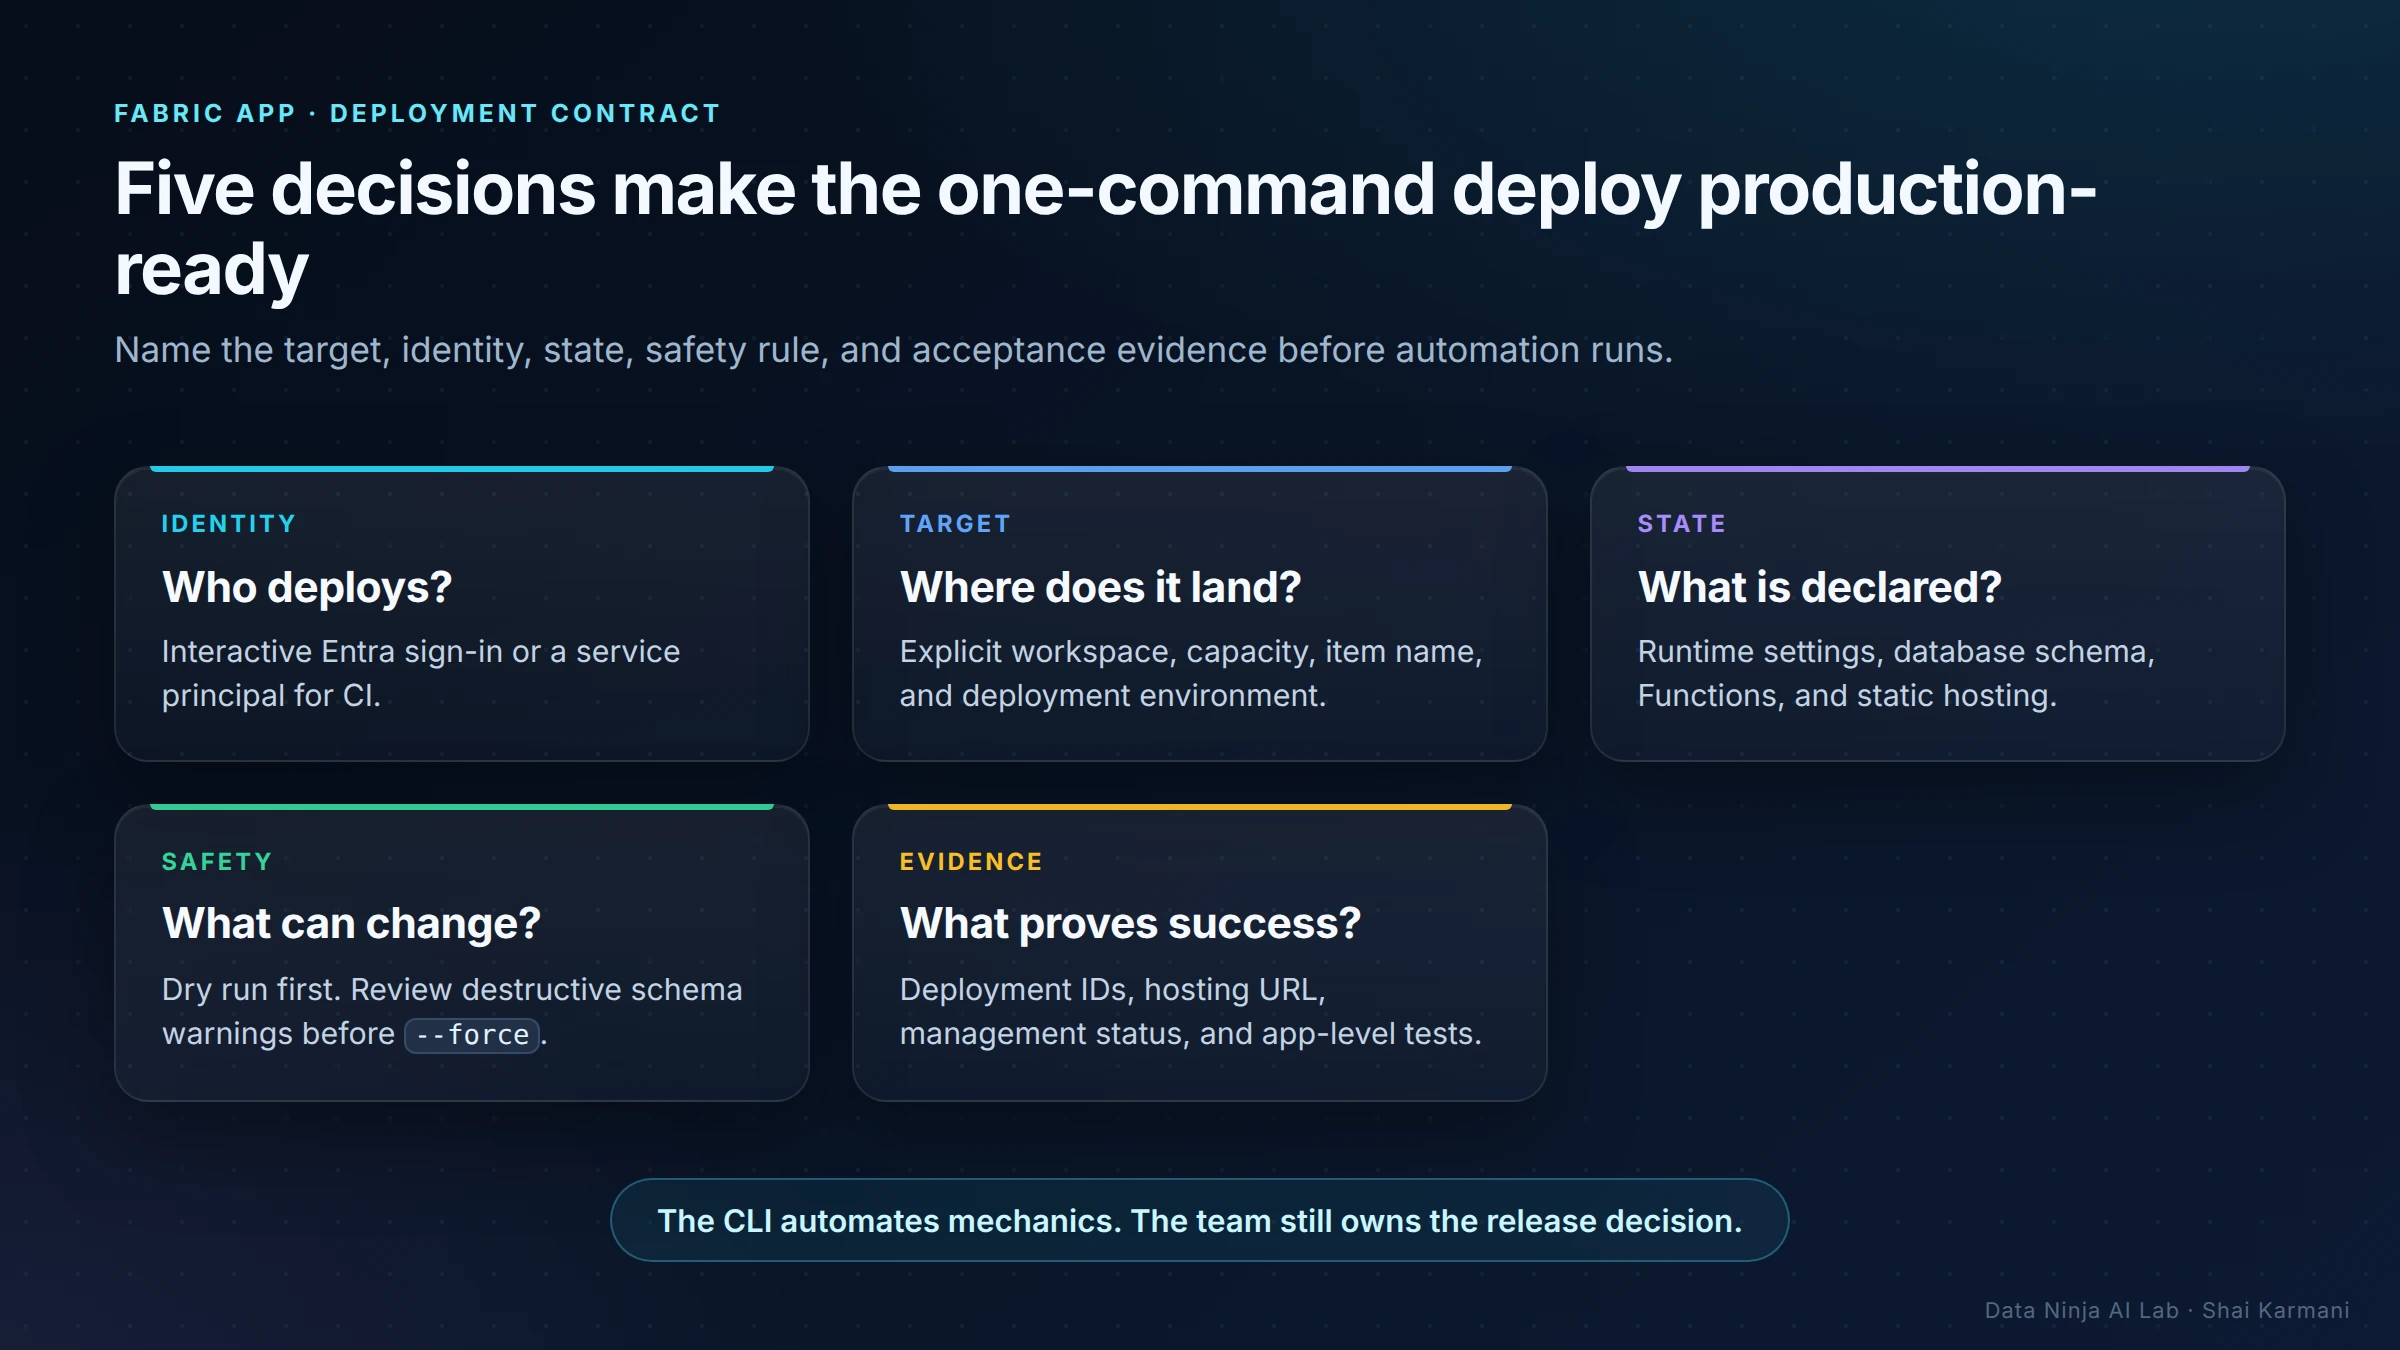 FABRIC APP · DEPLOYMENT CONTRACT
Five decisions make the one-command deploy production-
ready
Name the target, identity, state, safety rule, and acceptance evidence before automation runs.
IDENTITY
Who deploys?
Interactive Entra sign-in or a service
principal for CI.
TARGET
Where does it land?
Explicit workspace, capacity, item name,
and deployment environment.
STATE
What is declared?
Runtime settings, database schema,
Functions, and static hosting.
SAFETY
What can change?
Dry run first. Review destructive schema
warnings before --force.
EVIDENCE
What proves success?
Deployment IDs, hosting URL,
management status, and app-level tests.
The CLI automates mechanics. The team still owns the release decision.
Data Ninja AI Lab · Shai Karmani